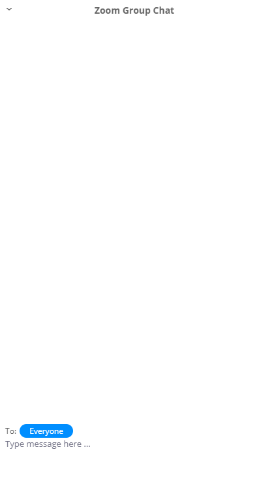 Zoom Group Chat
To: Everyone
Type message here ...